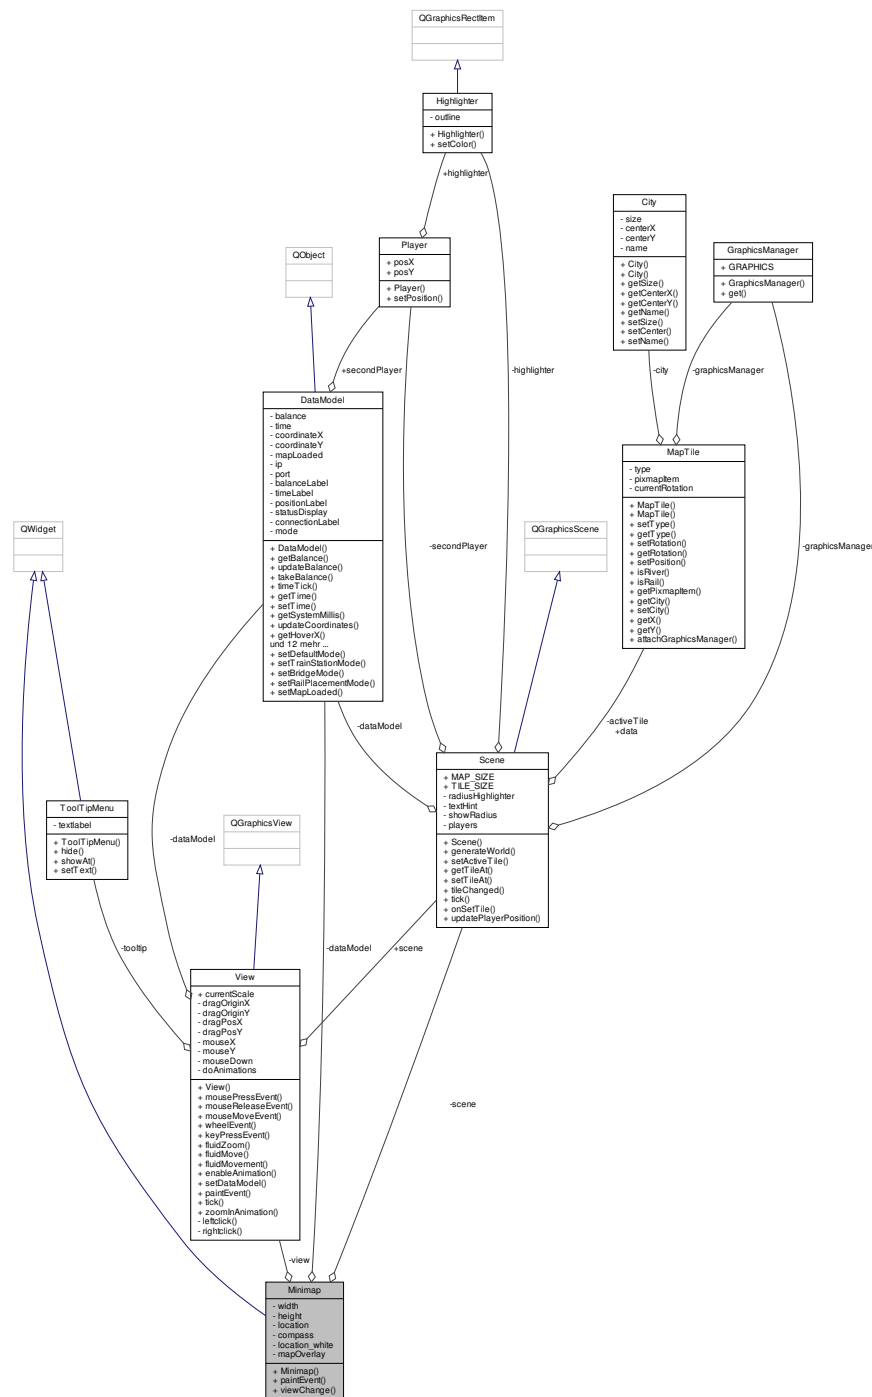 QGraphicsRectItem
Highlighter
- outline
+ Highlighter()
+ setColor()
+highlighter
City
- size
- centerX
- centerY
- name
+ City()
+ City()
+ getSize()
+ getCenterX()
+ getCenterY()
+ getName()
+ setSize()
+ setCenter()
+ setName()
Player
+ posX
+ posY
+ Player()
+ setPosition()
GraphicsManager
+ GRAPHICS
+ GraphicsManager()
+ get()
QObject
+secondPlayer
-highlighter
-city
-graphicsManager
DataModel
- balance
- time
- coordinateX
- coordinateY
- mapLoaded
- ip
- port
- balanceLabel
- timeLabel
- positionLabel
- statusDisplay
- connectionLabel
- mode
+ DataModel()
+ getBalance()
+ updateBalance()
+ takeBalance()
+ timeTick()
+ getTime()
+ setTime()
+ getSystemMillis()
+ updateCoordinates()
+ getHoverX()
und 12 mehr ...
+ setDefaultMode()
+ setTrainStationMode()
+ setBridgeMode()
+ setRailPlacementMode()
+ setMapLoaded()
MapTile
- type
- pixmapItem
- currentRotation
+ MapTile()
+ MapTile()
+ setType()
+ getType()
+ setRotation()
+ getRotation()
+ setPosition()
+ isRiver()
+ isRail()
+ getPixmapItem()
+ getCity()
+ setCity()
+ getX()
+ getY()
+ attachGraphicsManager()
QWidget
QGraphicsScene
-secondPlayer
-graphicsManager
-dataModel
-activeTile
+data
Scene
+ MAP_SIZE
+ TILE_SIZE
- radiusHighlighter
- textHint
- showRadius
- players
+ Scene()
+ generateWorld()
+ setActiveTile()
+ getTileAt()
+ setTileAt()
+ tileChanged()
+ tick()
+ onSetTile()
+ updatePlayerPosition()
ToolTipMenu
- textlabel
+ ToolTipMenu()
+ hide()
+ showAt()
+ setText()
QGraphicsView
-dataModel
-tooltip
-dataModel
+scene
View
+ currentScale
- dragOriginX
- dragOriginY
- dragPosX
- dragPosY
- mouseX
- mouseY
- mouseDown
- doAnimations
+ View()
+ mousePressEvent()
+ mouseReleaseEvent()
+ mouseMoveEvent()
+ wheelEvent()
+ keyPressEvent()
+ fluidZoom()
+ fluidMove()
+ fluidMovement()
+ enableAnimation()
+ setDataModel()
+ paintEvent()
+ tick()
+ zoomInAnimation()
- leftclick()
- rightclick()
-scene
-view
Minimap
- width
- height
- location
- compass
- location_white
- mapOverlay
+ Minimap()
+ paintEvent()
+ viewChange()